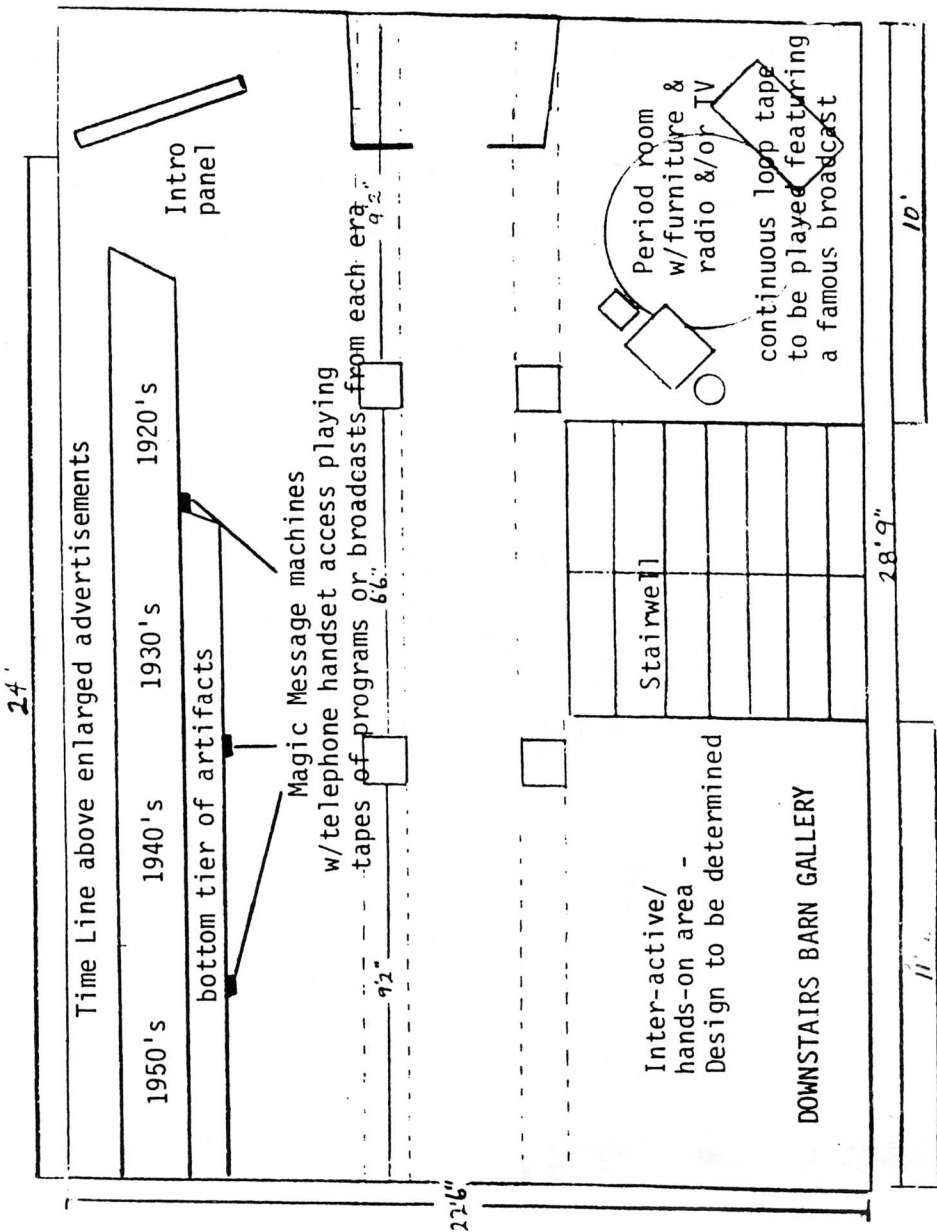 24'
Time Line above enlarged advertisements
1950's 1940's 1930's 1920's
bottom tier of artifacts
Intro
panel
Magic Message machines
w/telephone handset access playing
tapes of programs or broadcasts from each era
9'2" 6'6" 9'2"
22'6"
Inter-active/
hands-on area -
Design to be determined
Stairwell
Period room
w/furniture &
radio &/or TV
continuous loop tape
to be played featuring
a famous broadcast
DOWNSTAIRS BARN GALLERY
28'9"
11'
10'